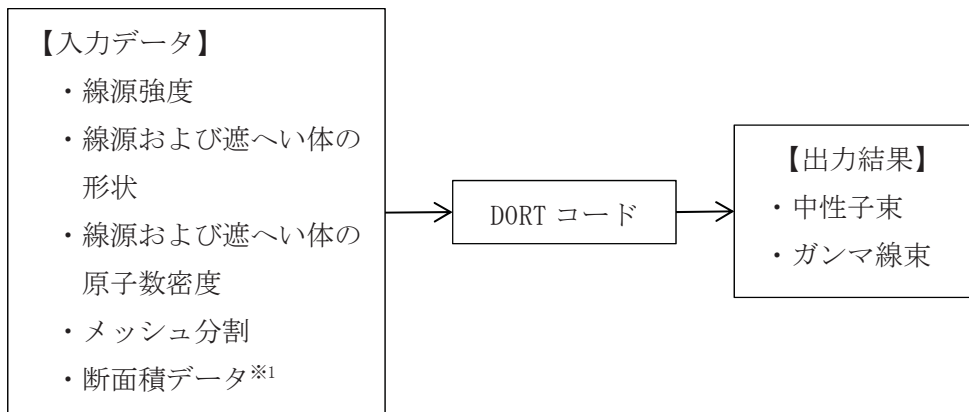 【入力データ】
・線源強度
・線源および遮へい体の
形状
・線源および遮へい体の
原子数密度
・メッシュ分割
・断面積データ※1
DORT コード
【出力結果】
・中性子束
・ガンマ線束